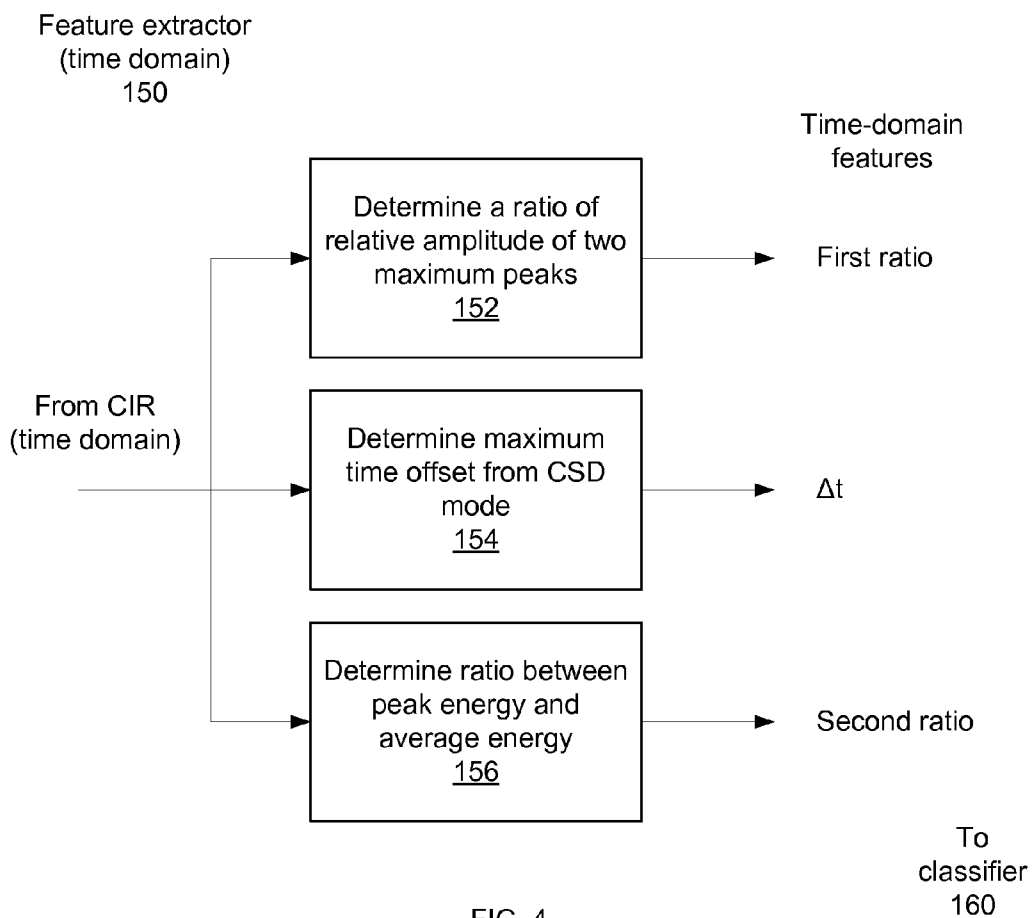 Feature extractor
(time domain)
150
Time-domain
features
Determine a ratio of
relative amplitude of two
maximum peaks
152
First ratio
From CIR
(time domain)
Determine maximum
time offset from CSD
mode
154
Δt
Determine ratio between
peak energy and
average energy
156
Second ratio
To
classifier
160
FIG. 4